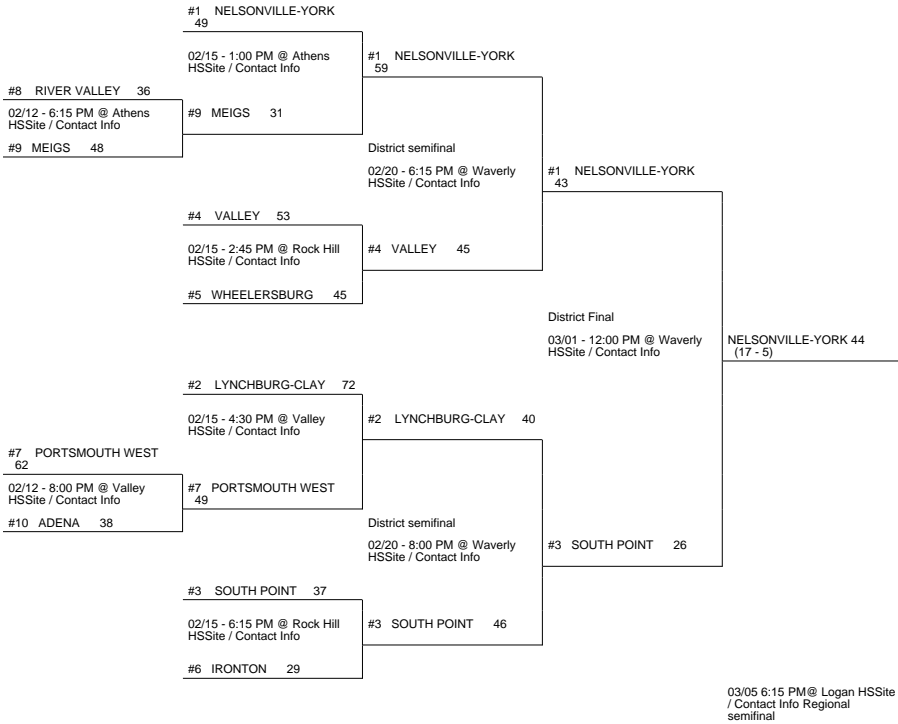 #1 NELSONVILLE-YORK
49
02/15 - 1:00 PM @ Athens
HSSite / Contact Info
#1 NELSONVILLE-YORK
59
#8 RIVER VALLEY 36
02/12 - 6:15 PM @ Athens
HSSite / Contact Info
#9 MEIGS 31
#9 MEIGS 48
District semifinal
02/20 - 6:15 PM @ Waverly
HSSite / Contact Info
#1 NELSONVILLE-YORK
43
#4 VALLEY 53
02/15 - 2:45 PM @ Rock Hill
HSSite / Contact Info
#4 VALLEY 45
#5 WHEELERSBURG 45
District Final
03/01 - 12:00 PM @ Waverly
HSSite / Contact Info
NELSONVILLE-YORK 44
(17 - 5)
#2 LYNCHBURG-CLAY 72
02/15 - 4:30 PM @ Valley
HSSite / Contact Info
#2 LYNCHBURG-CLAY 40
#7 PORTSMOUTH WEST
62
02/12 - 8:00 PM @ Valley
HSSite / Contact Info
#7 PORTSMOUTH WEST
49
#10 ADENA 38
District semifinal
02/20 - 8:00 PM @ Waverly
HSSite / Contact Info
#3 SOUTH POINT 26
#3 SOUTH POINT 37
02/15 - 6:15 PM @ Rock Hill
HSSite / Contact Info
#3 SOUTH POINT 46
#6 IRONTON 29
03/05 6:15 PM@ Logan HSSite
/ Contact Info Regional
semifinal